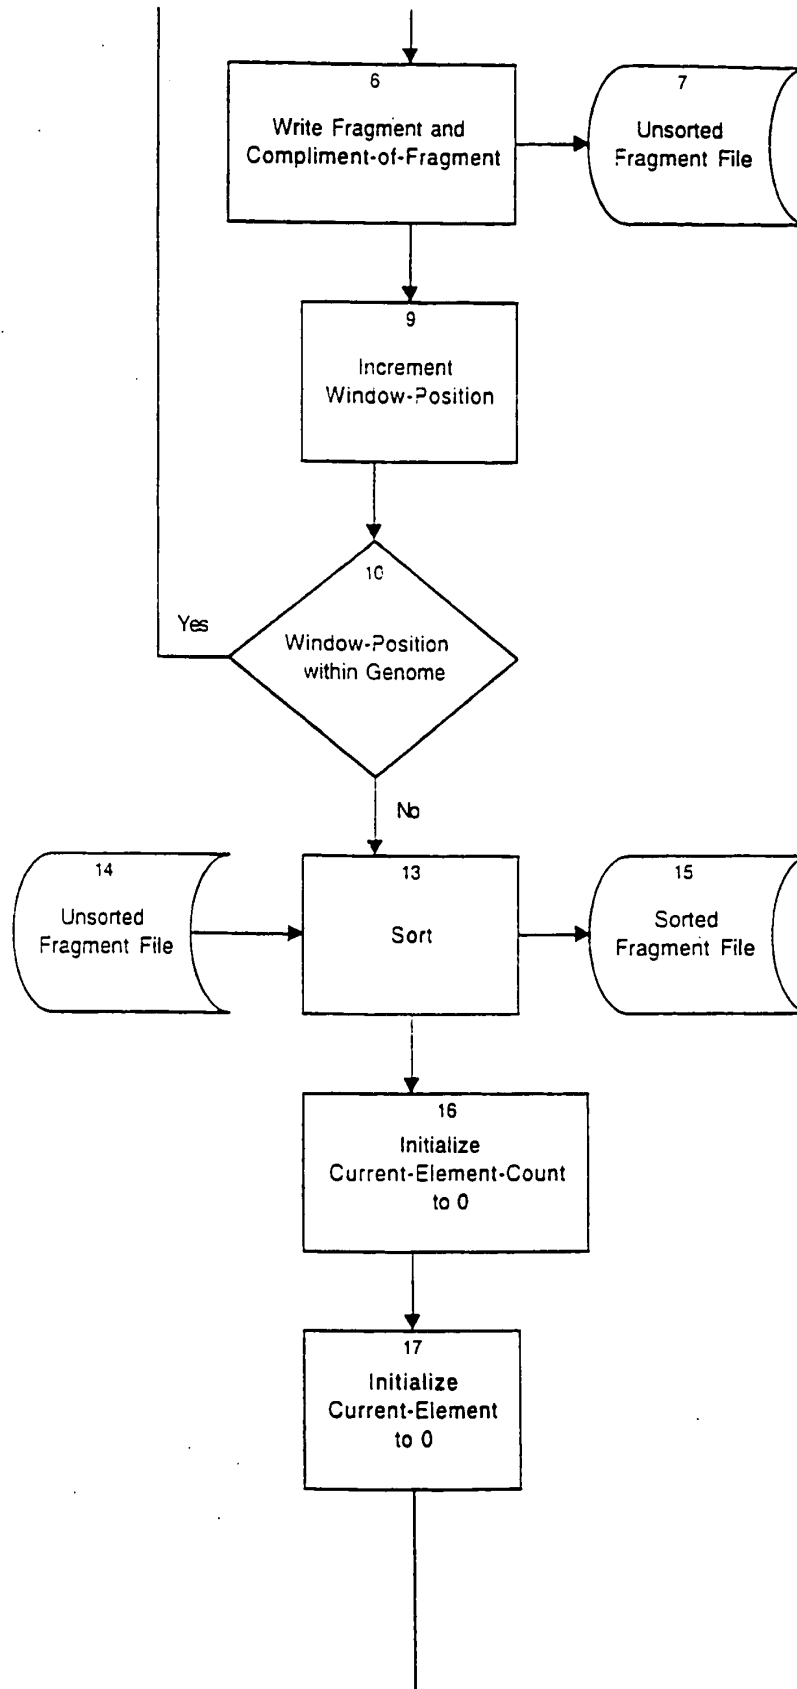 6
Write Fragment and
Compliment-of-Fragment
7
Unsorted
Fragment File
9
Increment
Window-Position
10
Window-Position
within Genome
Yes
No
14
Unsorted
Fragment File
13
Sort
15
Sorted
Fragment File
16
Initialize
Current-Element-Count
to 0
17
Initialize
Current-Element
to 0